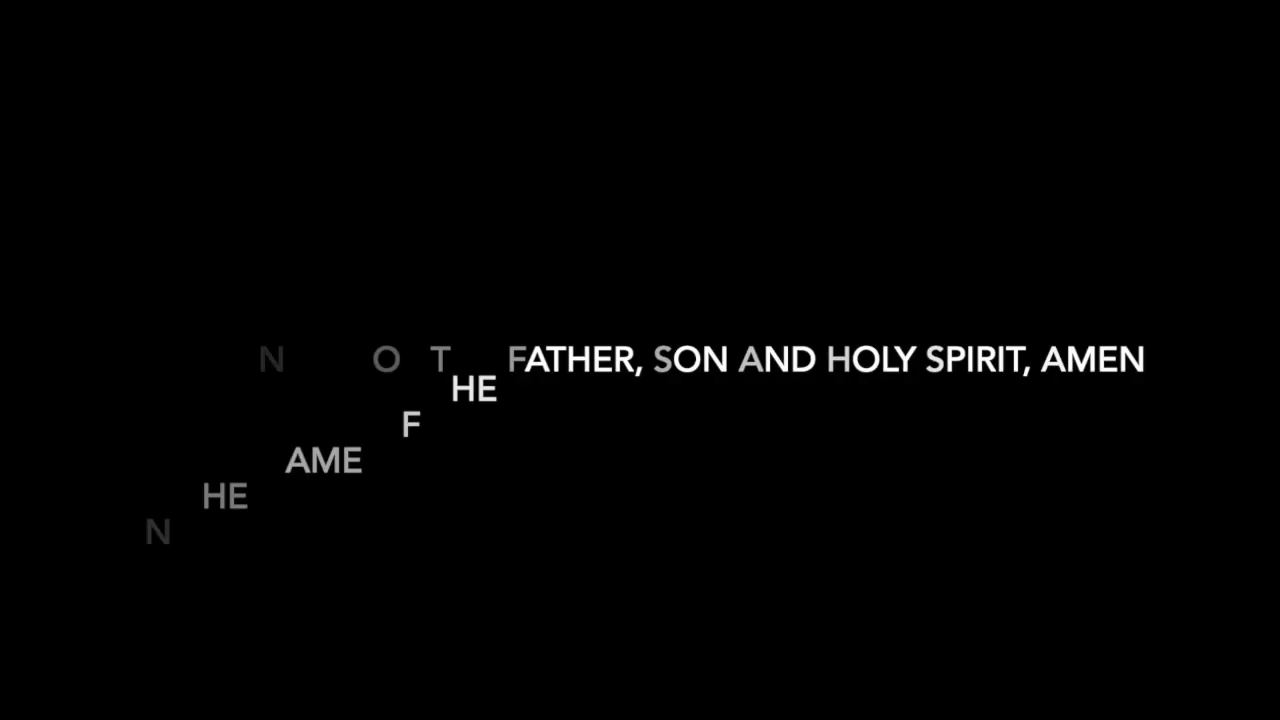 N O T FATHER, SON AND HOLY SPIRIT, AMEN
HE
F
AME
HE
N